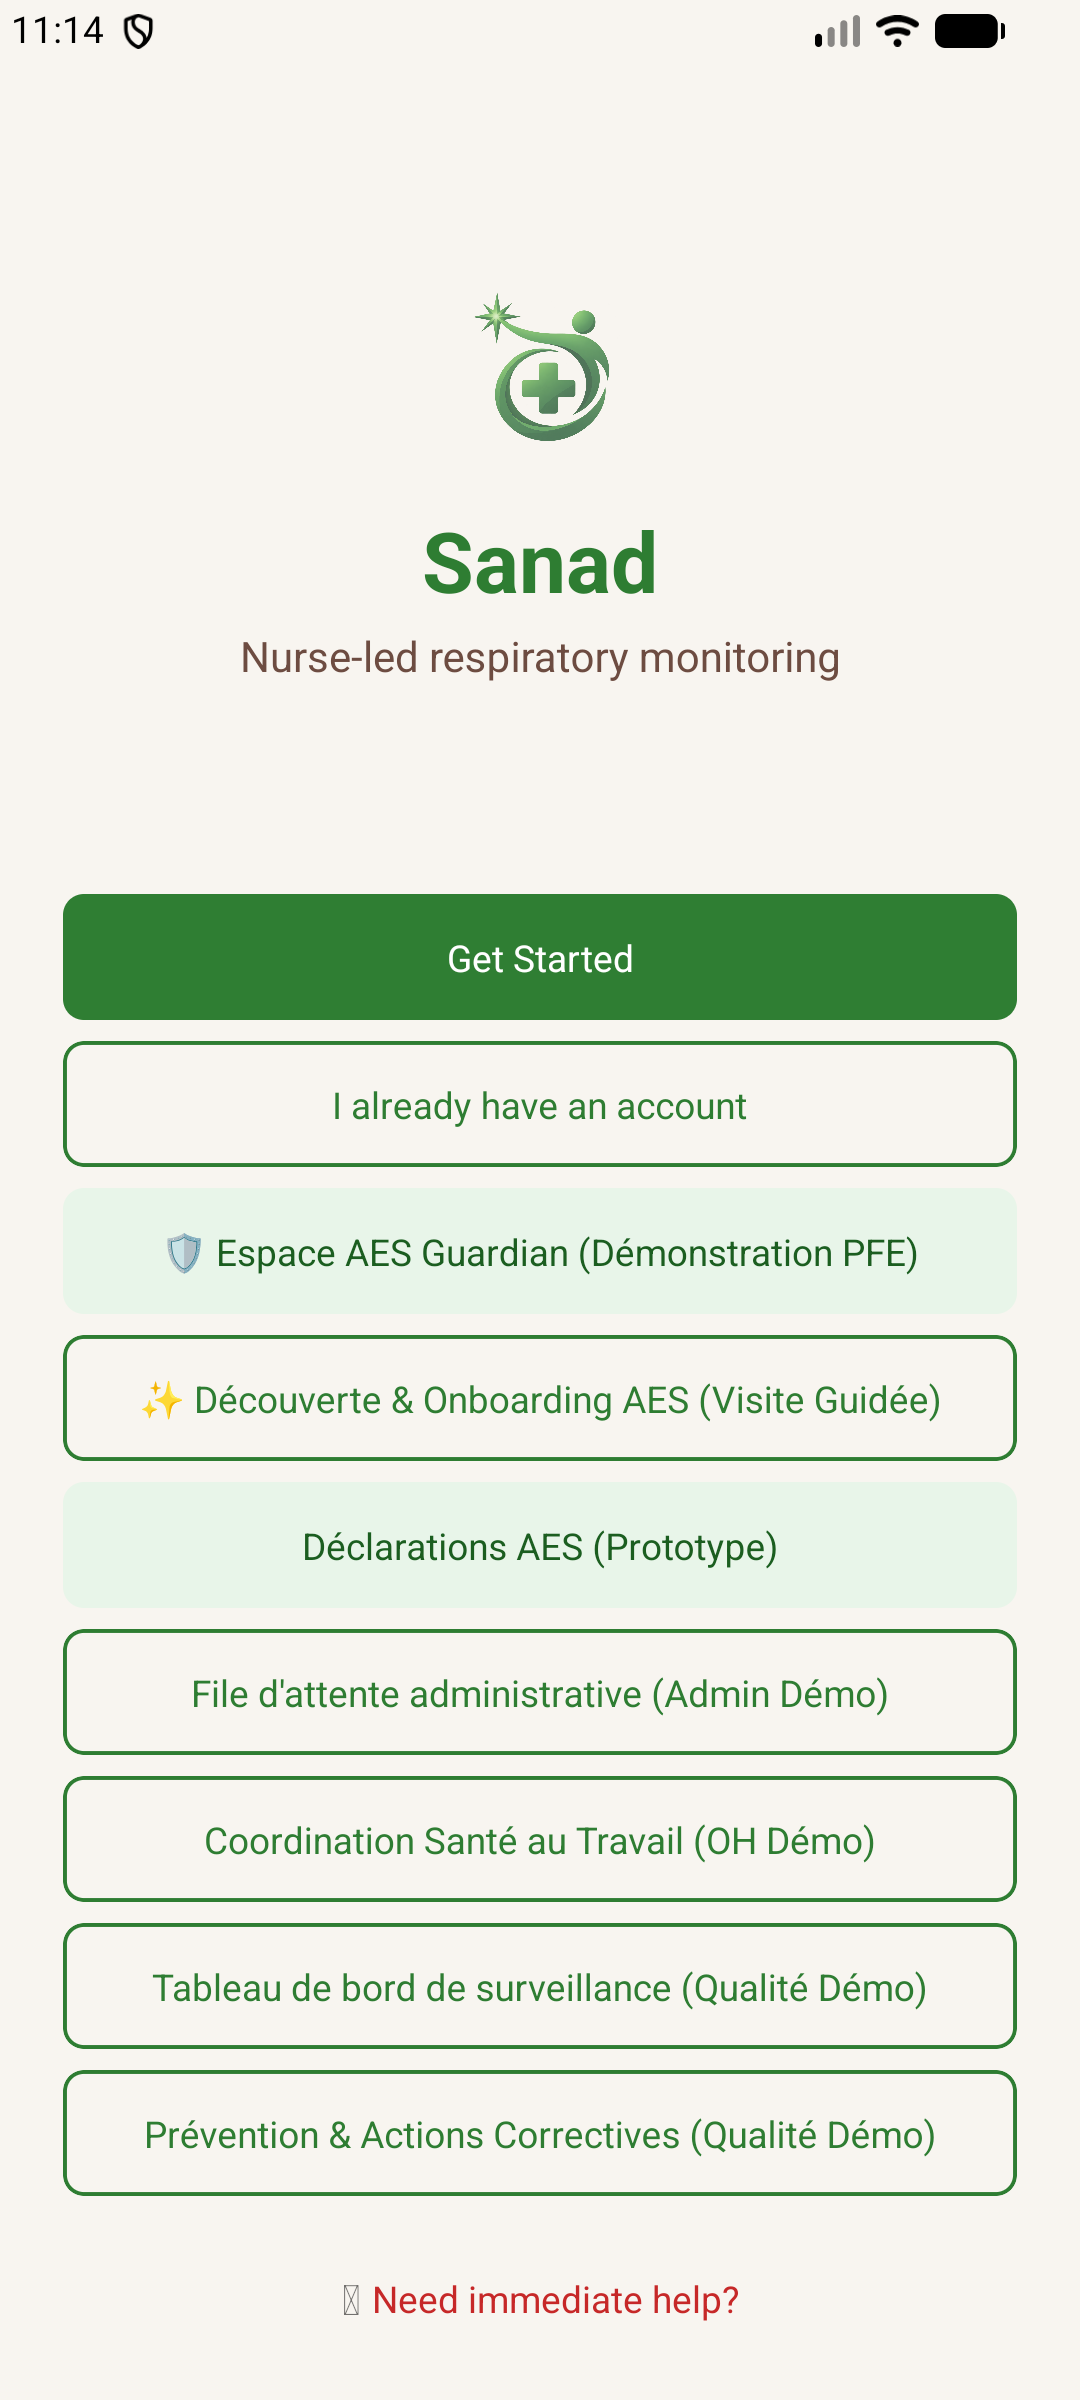 11:14
Sanad
Nurse-led respiratory monitoring
Get Started
I already have an account
🛡️ Espace AES Guardian (Démonstration PFE)
✨ Découverte & Onboarding AES (Visite Guidée)
Déclarations AES (Prototype)
File d'attente administrative (Admin Démo)
Coordination Santé au Travail (OH Démo)
Tableau de bord de surveillance (Qualité Démo)
Prévention & Actions Correctives (Qualité Démo)
Need immediate help?